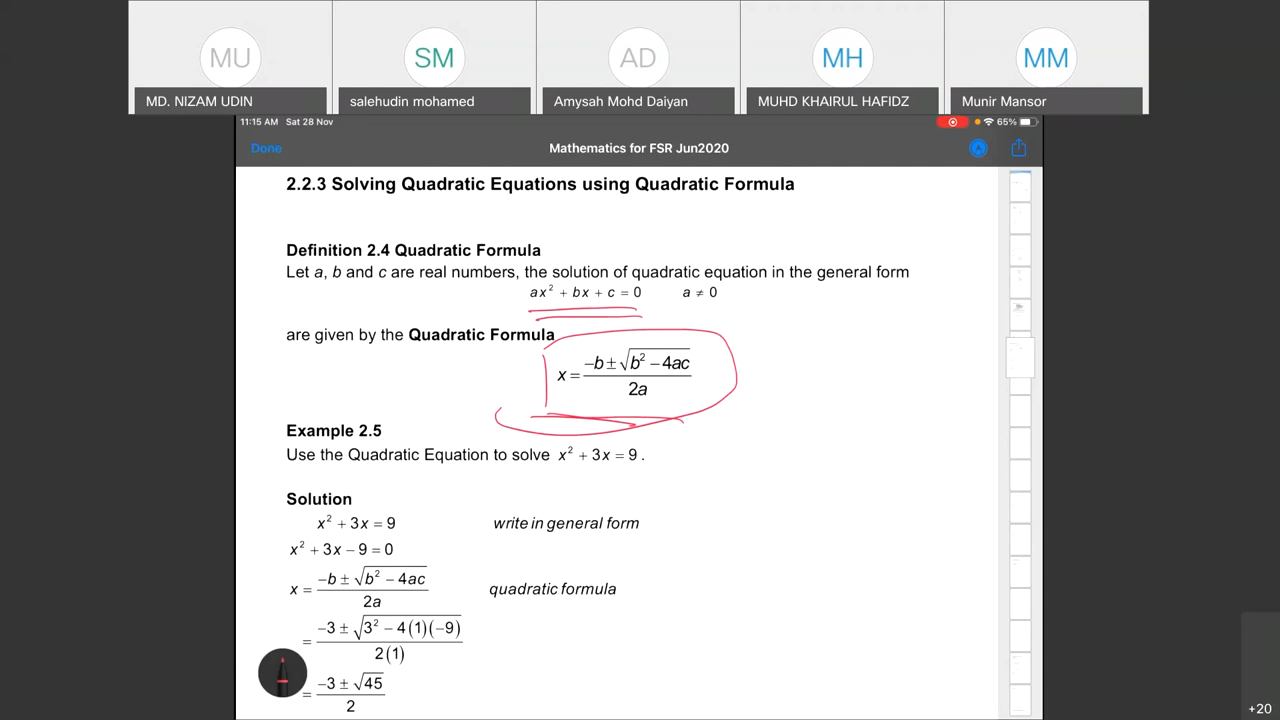 MU
SM
AD
MH
MM
MD. NIZAM UDIN
salehudin mohamed
Amysah Mohd Daiyan
MUHD KHAIRUL HAFIDZ
Munir Mansor
11:15 AM Sat 28 Nov
65%
Done
Mathematics for FSR Jun2020
2.2.3 Solving Quadratic Equations using Quadratic Formula
Definition 2.4 Quadratic Formula
Let a, b and c are real numbers, the solution of quadratic equation in the general form
ax² + bx + c = 0 a ≠ 0
are given by the Quadratic Formula
x = (−b ± √(b² − 4ac)) / 2a
Example 2.5
Use the Quadratic Equation to solve x² + 3x = 9 .
Solution
x² + 3x = 9 write in general form
x² + 3x − 9 = 0
x = (−b ± √(b² − 4ac)) / 2a quadratic formula
= (−3 ± √(3² − 4(1)(−9))) / 2(1)
= (−3 ± √45) / 2
+20